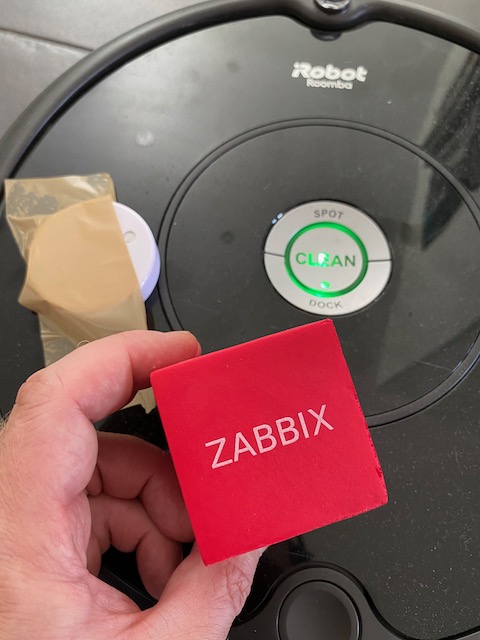 iRobot
Roomba
SPOT
CLEAN
DOCK
ZABBIX